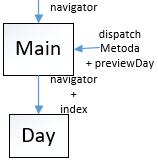 navigator
Main
dispatch
Metoda
+ previewDay
navigator
+
index
Day